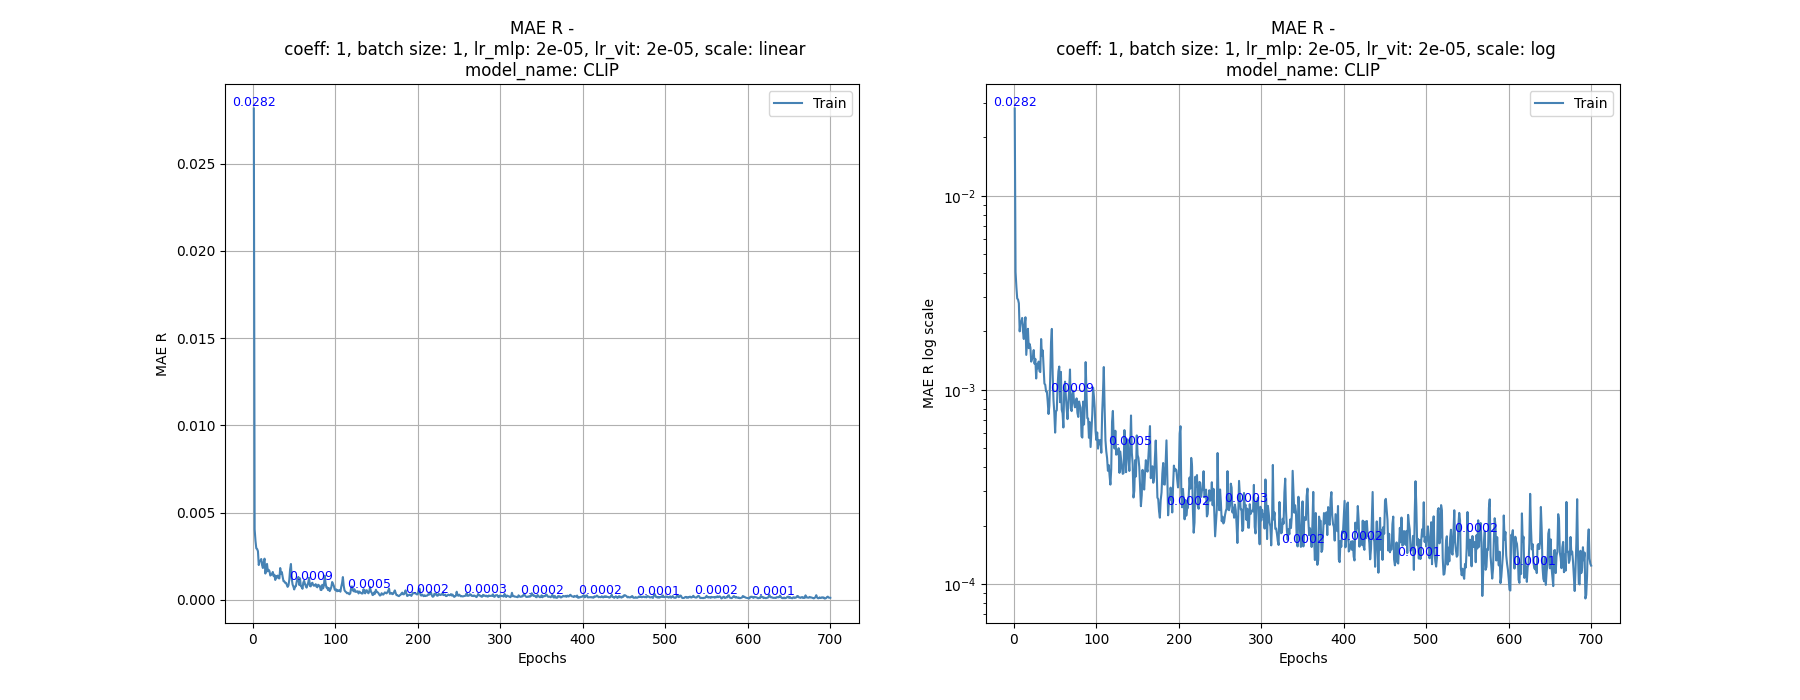 MAE R -
coeff: 1, batch size: 1, lr_mlp: 2e-05, lr_vit: 2e-05, scale: linear
model_name: CLIP
Train
0.0282
0.0009
0.0005
0.0002
0.0003
0.0002
0.0002
0.0001
0.0002
0.0001
0.025
0.020
0.015
0.010
0.005
0.000
MAE R
0 100 200 300 400 500 600 700
Epochs
MAE R -
coeff: 1, batch size: 1, lr_mlp: 2e-05, lr_vit: 2e-05, scale: log
model_name: CLIP
Train
0.0282
0.0009
0.0005
0.0002
0.0003
0.0002
0.0002
0.0001
0.0002
0.0001
10⁻²
10⁻³
10⁻⁴
MAE R log scale
0 100 200 300 400 500 600 700
Epochs